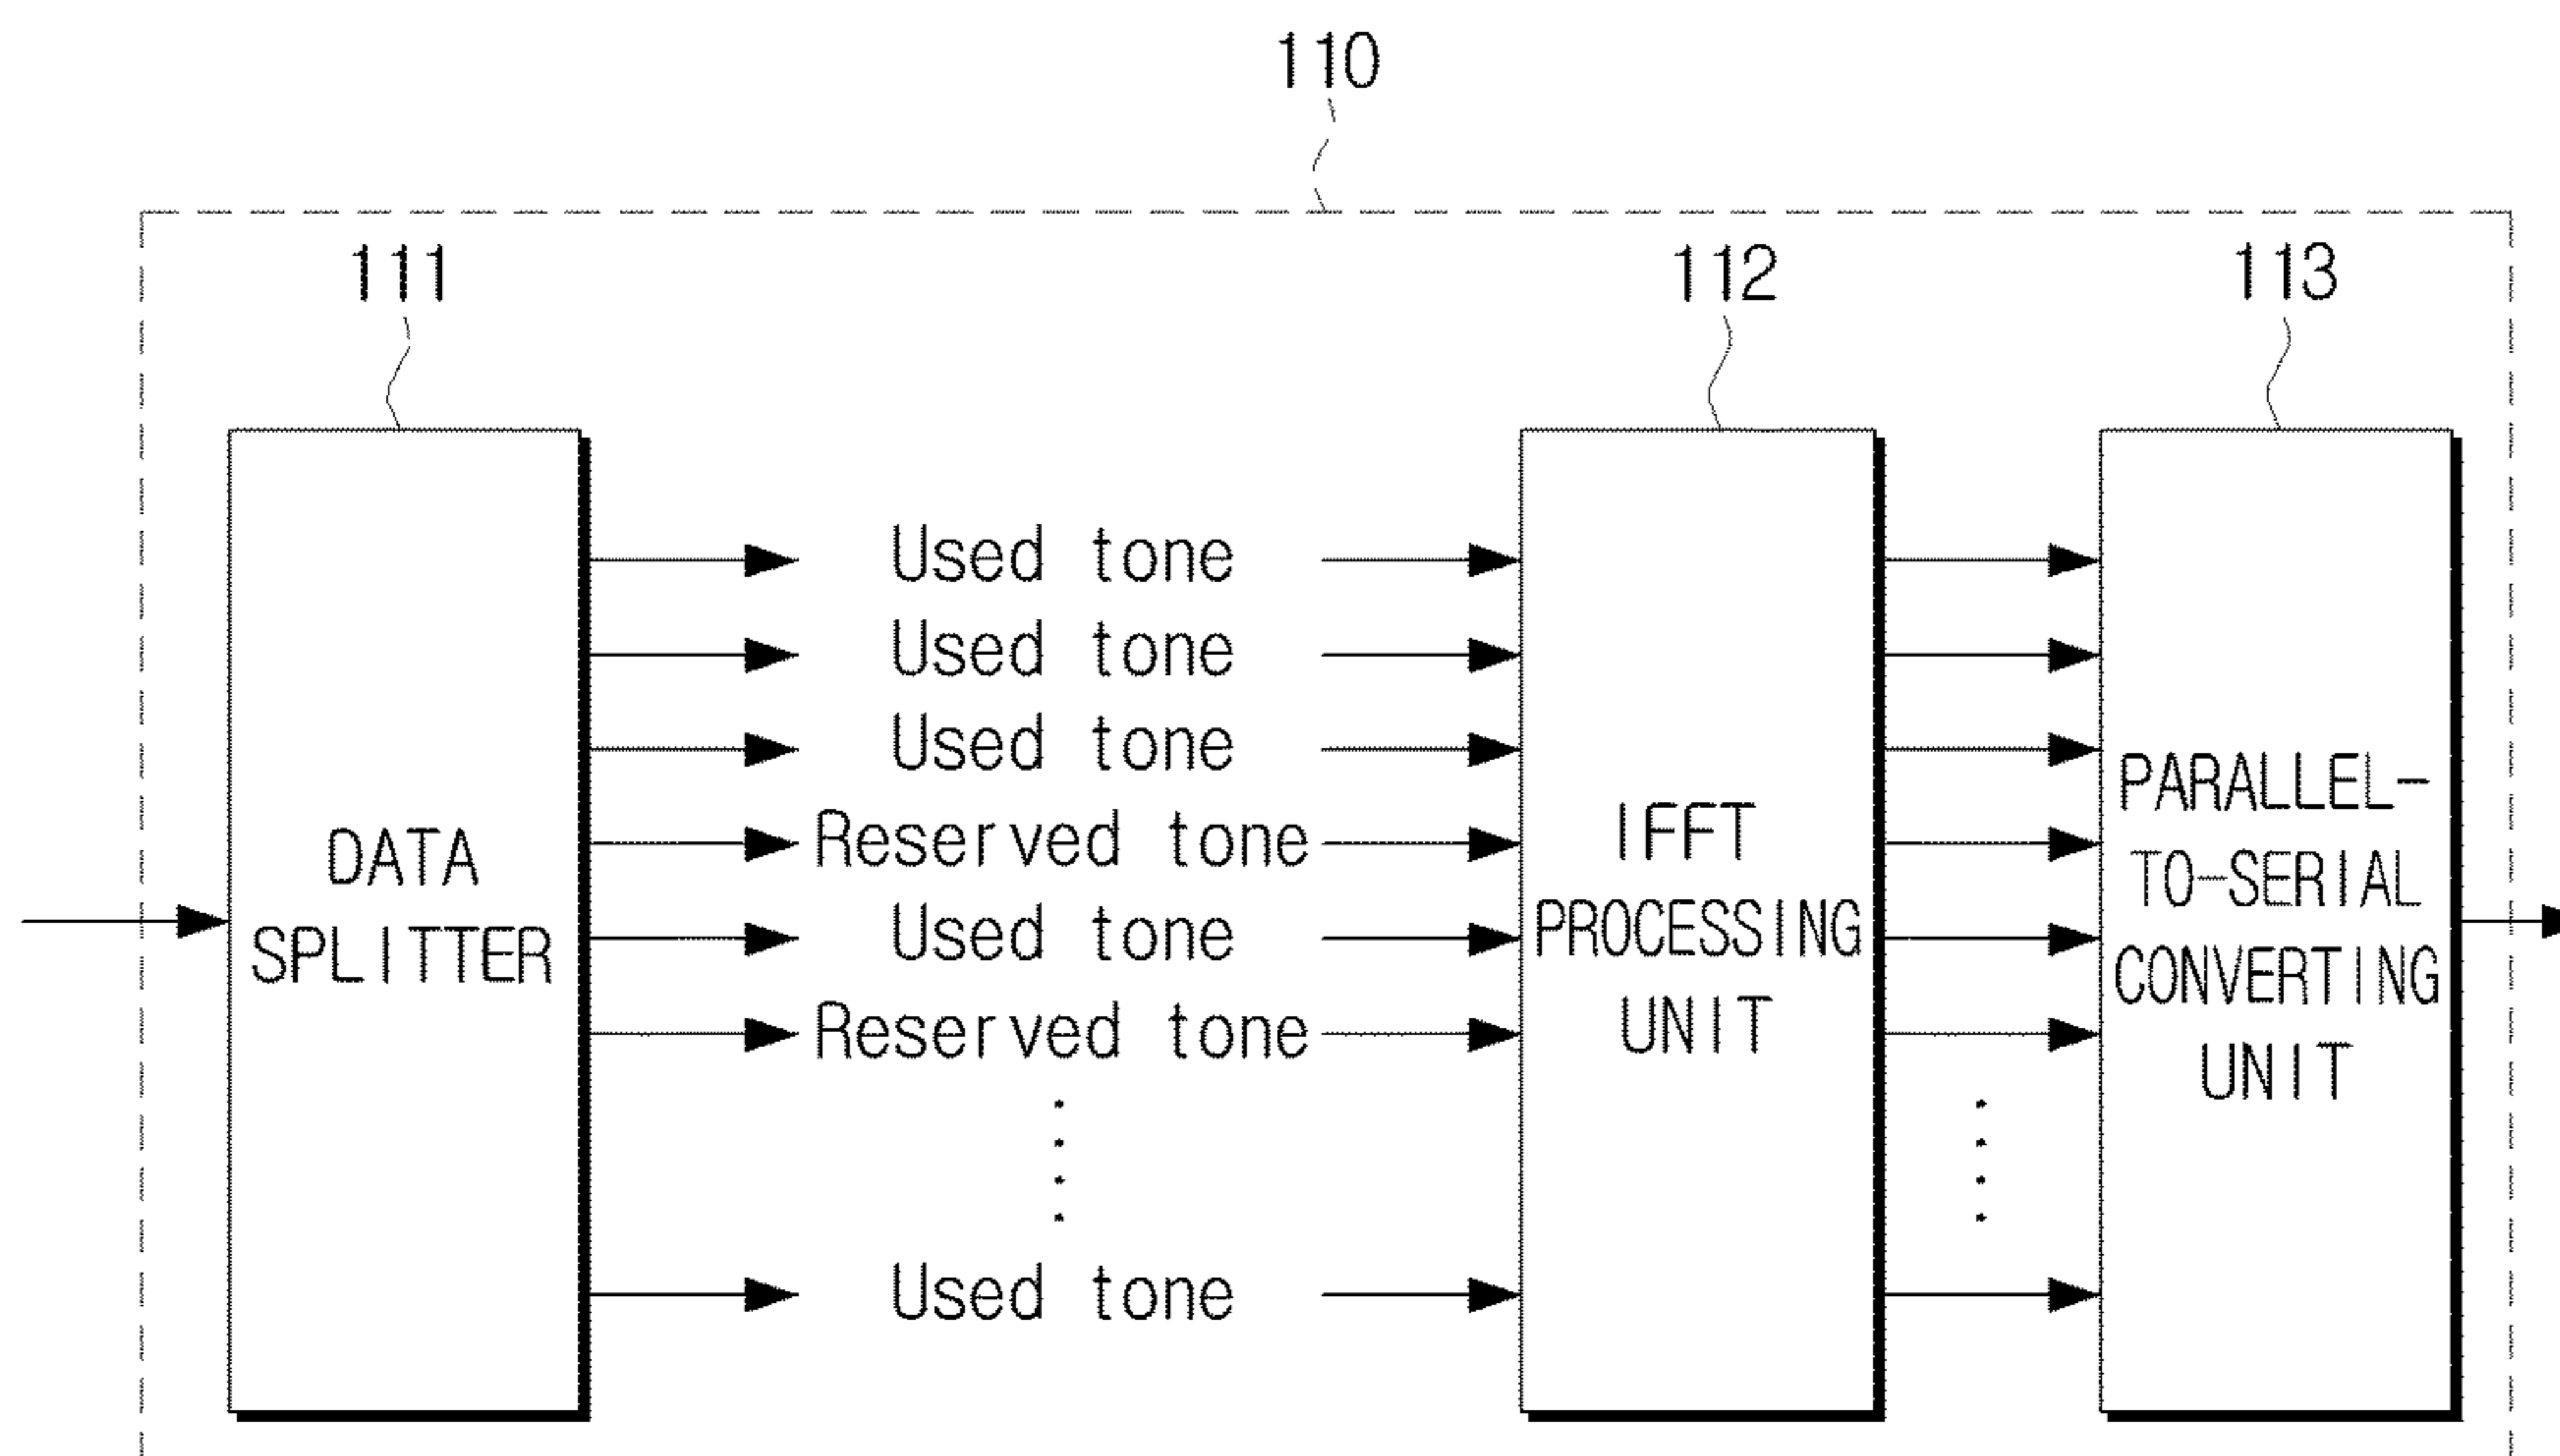 110
111
112
113
Used tone
Used tone
Used tone
Reserved tone
Used tone
Reserved tone
Used tone
DATA
SPLITTER
IFFT
PROCESSING
UNIT
PARALLEL-
TO-SERIAL
CONVERTING
UNIT